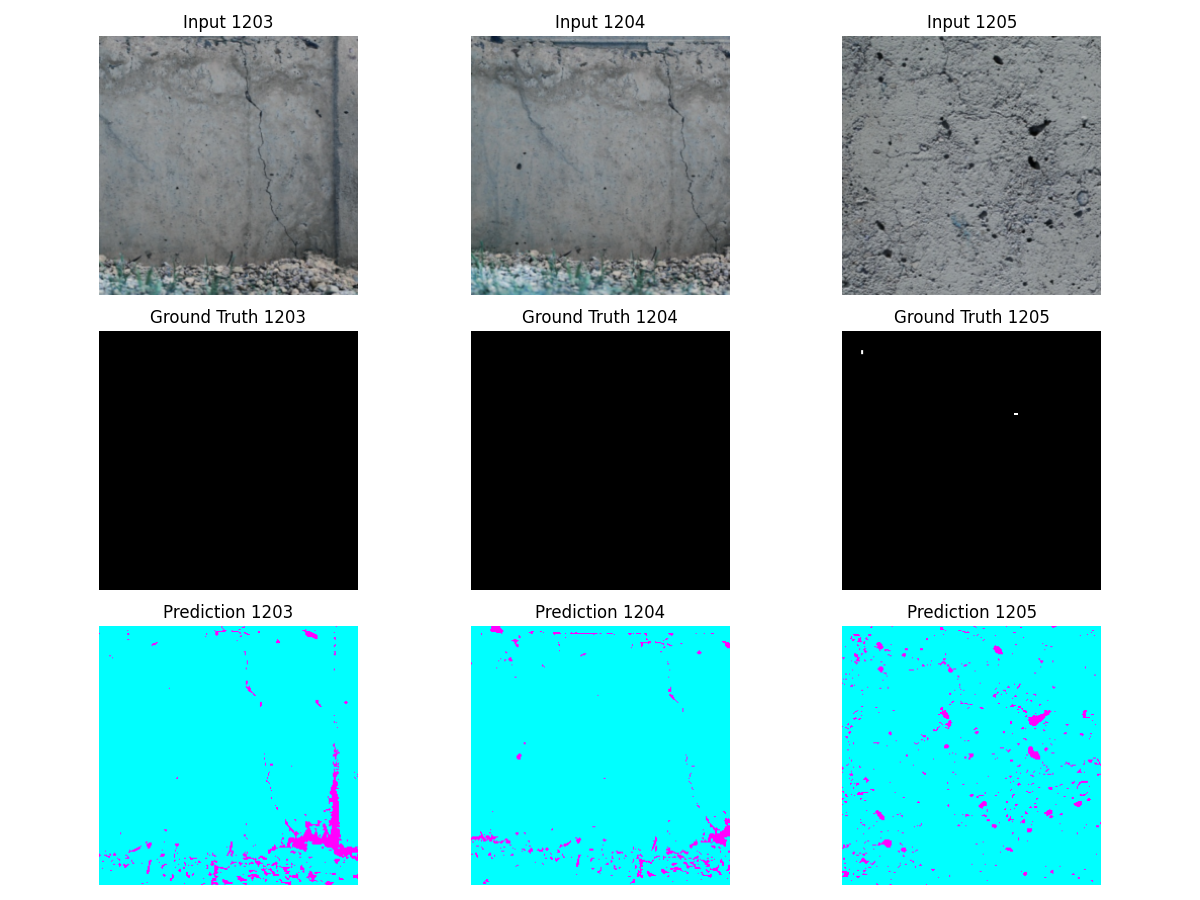 Input 1203
Input 1204
Input 1205
Ground Truth 1203
Ground Truth 1204
Ground Truth 1205
Prediction 1203
Prediction 1204
Prediction 1205